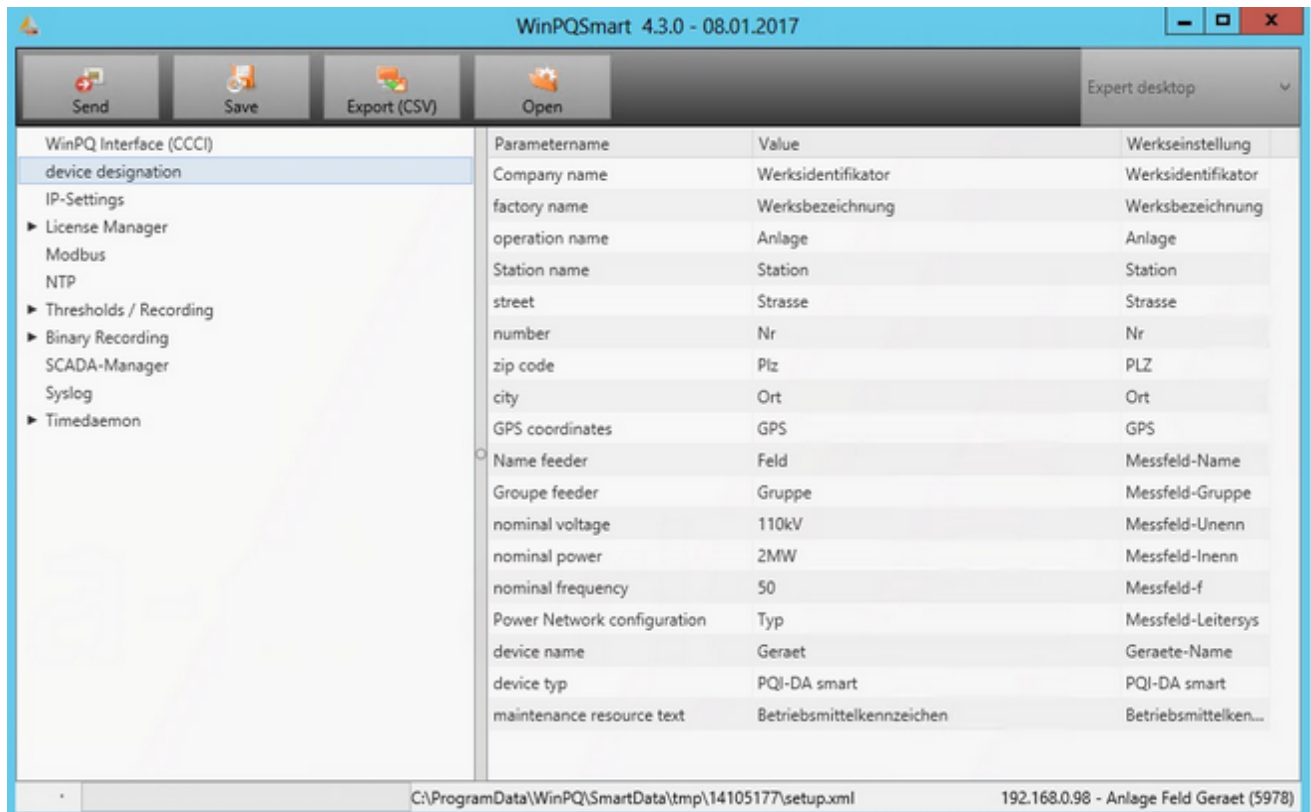 WinPQSmart 4.3.0 - 08.01.2017
Send Save Export (CSV) Open Expert desktop
WinPQ Interface (CCCI)
device designation
IP-Settings
License Manager
Modbus
NTP
Thresholds / Recording
Binary Recording
SCADA-Manager
Syslog
Timedaemon
Parametername Value Werkseinstellung
Company name Werksidentifikator Werksidentifikator
factory name Werksbezeichnung Werksbezeichnung
operation name Anlage Anlage
Station name Station Station
street Strasse Strasse
number Nr Nr
zip code Plz PLZ
city Ort Ort
GPS coordinates GPS GPS
Name feeder Feld Messfeld-Name
Groupe feeder Gruppe Messfeld-Gruppe
nominal voltage 110kV Messfeld-Unenn
nominal power 2MW Messfeld-Inenn
nominal frequency 50 Messfeld-f
Power Network configuration Typ Messfeld-Leitersys
device name Geraet Geraete-Name
device typ PQI-DA smart PQI-DA smart
maintenance resource text Betriebsmittelkennzeichen Betriebsmittelken...
C:\ProgramData\WinPQ\SmartData\tmp\14105177\setup.xml 192.168.0.98 - Anlage Feld Geraet (5978)